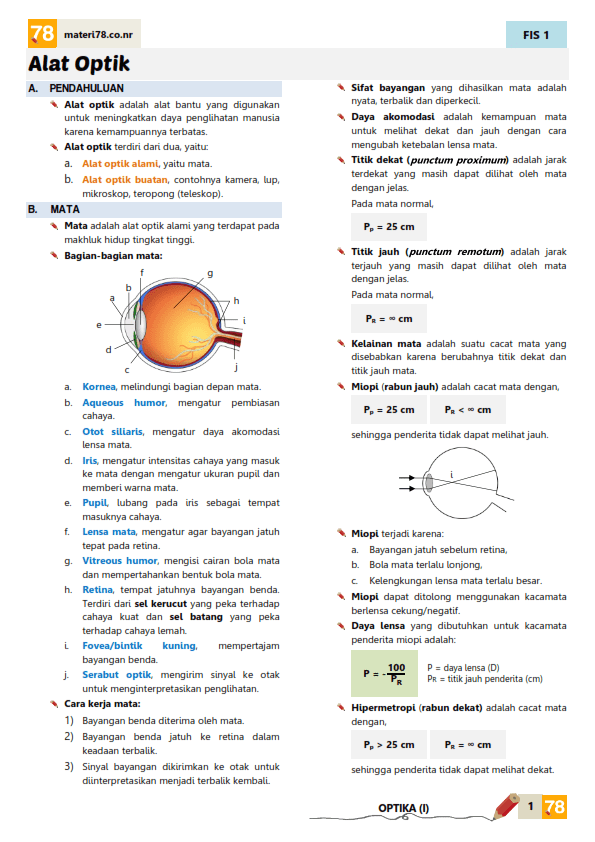 78 materi78.co.nr
FIS 1
Alat Optik
A. PENDAHULUAN
Alat optik adalah alat bantu yang digunakan
untuk meningkatkan daya penglihatan manusia
karena kemampuannya terbatas.
Alat optik terdiri dari dua, yaitu:
a. Alat optik alami, yaitu mata.
b. Alat optik buatan, contohnya kamera, lup,
mikroskop, teropong (teleskop).
B. MATA
Mata adalah alat optik alami yang terdapat pada
makhluk hidup tingkat tinggi.
Bagian-bagian mata:
f
g
b
a
h
e
i
d
c
j
a. Kornea, melindungi bagian depan mata.
b. Aqueous humor, mengatur pembiasan
cahaya.
c. Otot siliaris, mengatur daya akomodasi
lensa mata.
d. Iris, mengatur intensitas cahaya yang masuk
ke mata dengan mengatur ukuran pupil dan
memberi warna mata.
e. Pupil, lubang pada iris sebagai tempat
masuknya cahaya.
f. Lensa mata, mengatur agar bayangan jatuh
tepat pada retina.
g. Vitreous humor, mengisi cairan bola mata
dan mempertahankan bentuk bola mata.
h. Retina, tempat jatuhnya bayangan benda.
Terdiri dari sel kerucut yang peka terhadap
cahaya kuat dan sel batang yang peka
terhadap cahaya lemah.
i. Fovea/bintik kuning, mempertajam
bayangan benda.
j. Serabut optik, mengirim sinyal ke otak
untuk menginterpretasikan penglihatan.
Cara kerja mata:
1) Bayangan benda diterima oleh mata.
2) Bayangan benda jatuh ke retina dalam
keadaan terbalik.
3) Sinyal bayangan dikirimkan ke otak untuk
diinterpretasikan menjadi terbalik kembali.
Sifat bayangan yang dihasilkan mata adalah
nyata, terbalik dan diperkecil.
Daya akomodasi adalah kemampuan mata
untuk melihat dekat dan jauh dengan cara
mengubah ketebalan lensa mata.
Titik dekat (punctum proximum) adalah jarak
terdekat yang masih dapat dilihat oleh mata
dengan jelas.
Pada mata normal,
Pp = 25 cm
Titik jauh (punctum remotum) adalah jarak
terjauh yang masih dapat dilihat oleh mata
dengan jelas.
Pada mata normal,
PR = ∞ cm
Kelainan mata adalah suatu cacat mata yang
disebabkan karena berubahnya titik dekat dan
titik jauh mata.
Miopi (rabun jauh) adalah cacat mata dengan,
Pp = 25 cm PR < ∞ cm
sehingga penderita tidak dapat melihat jauh.
i
Miopi terjadi karena:
a. Bayangan jatuh sebelum retina,
b. Bola mata terlalu lonjong,
c. Kelengkungan lensa mata terlalu besar.
Miopi dapat ditolong menggunakan kacamata
berlensa cekung/negatif.
Daya lensa yang dibutuhkan untuk kacamata
penderita miopi adalah:
P = -100/PR
P = daya lensa (D)
PR = titik jauh penderita (cm)
Hipermetropi (rabun dekat) adalah cacat mata
dengan,
Pp > 25 cm PR = ∞ cm
sehingga penderita tidak dapat melihat dekat.
OPTIKA (I)
1 78